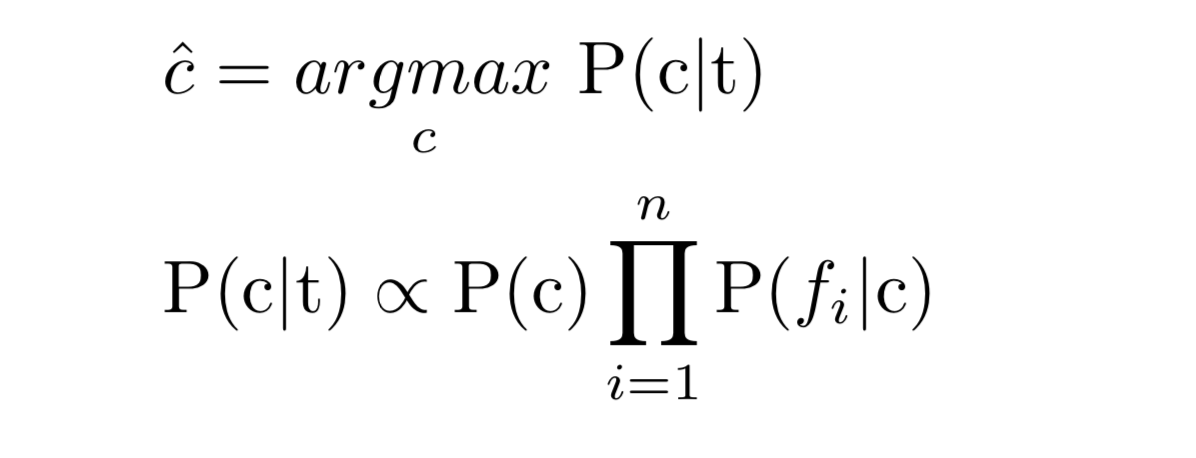 ĉ = argmax P(c|t)
c
n
P(c|t) ∝ P(c) ∏ P(fᵢ|c)
i=1